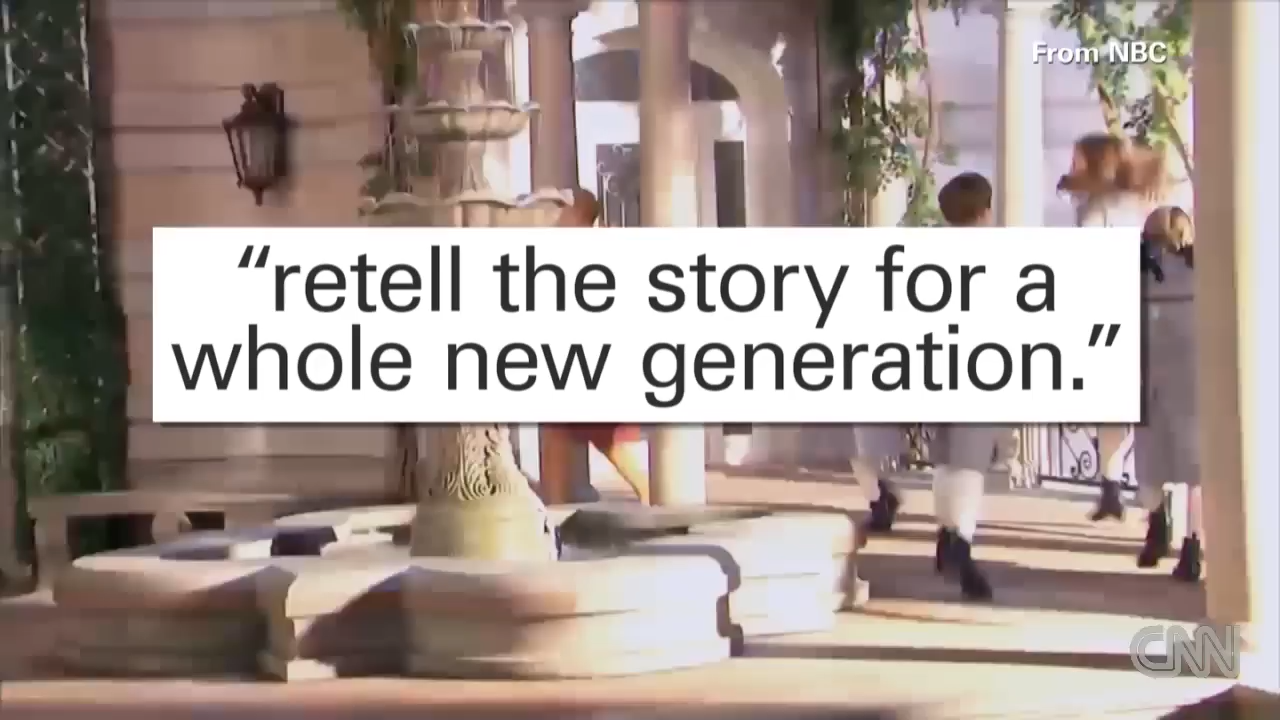 From NBC
“retell the story for a
whole new generation.”
CNN